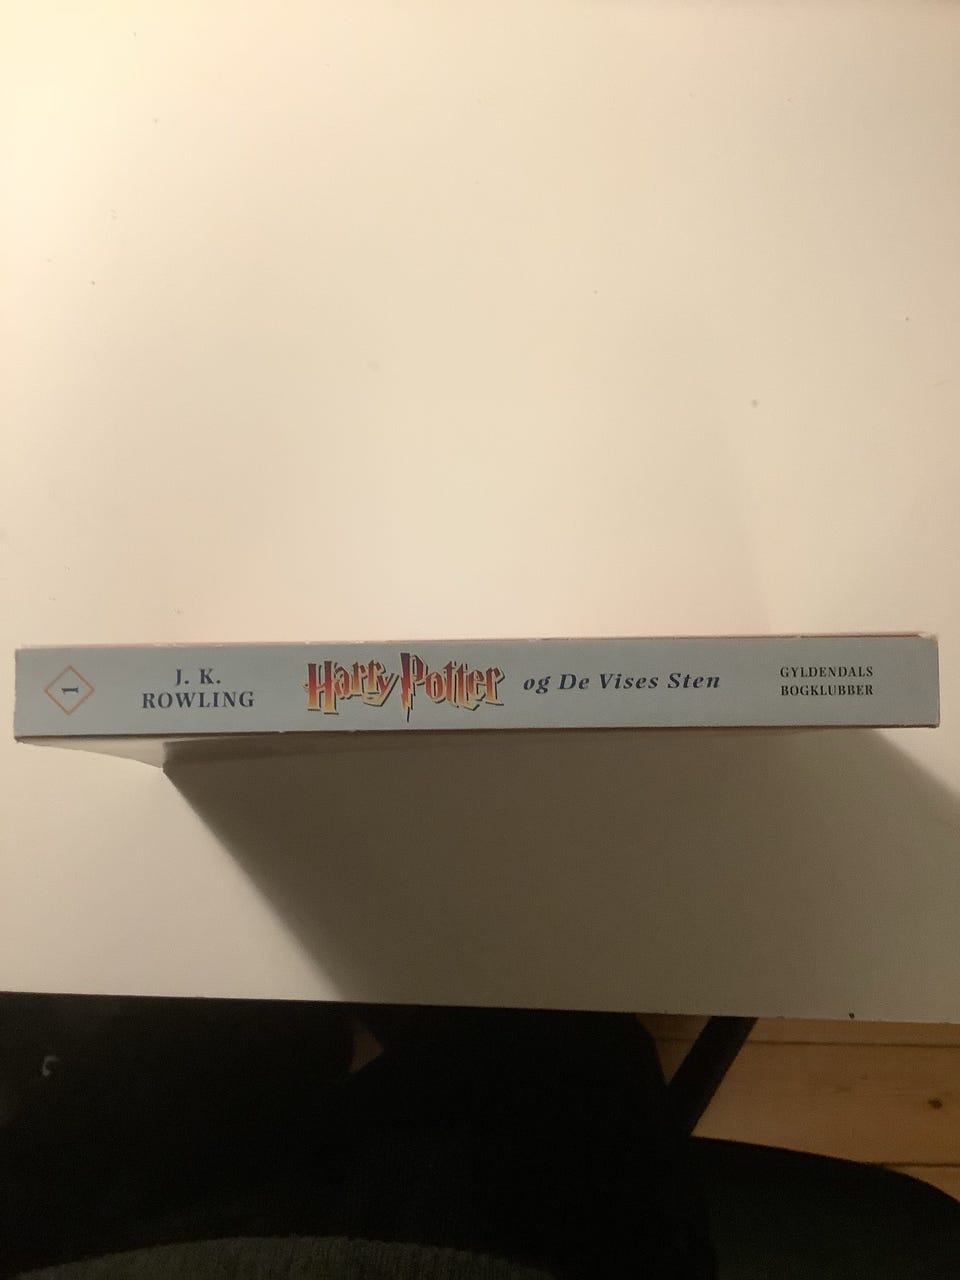 1
J. K.
ROWLING
Harry Potter
og De Vises Sten
GYLDENDALS
BOGKLUBBER